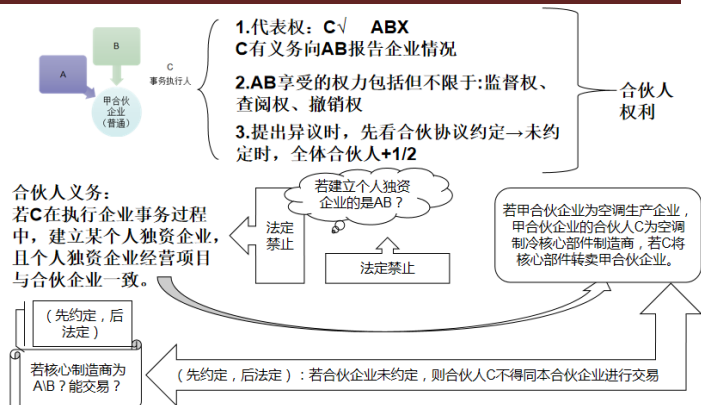 1.代表权：C√ ABX
C有义务向AB报告企业情况
B
A
C
事务执行人
甲合伙
企业
（普通）
2.AB享受的权力包括但不限于:监督权、
查阅权、撤销权
3.提出异议时，先看合伙协议约定→未约
定时，全体合伙人+1/2
合伙人
权利
合伙人义务：
若C在执行企业事务过程
中，建立某个人独资企业，
且个人独资企业经营项目
与合伙企业一致。
法定
禁止
若建立个人独资
企业的是AB？
法定禁止
若甲合伙企业为空调生产企业，
甲合伙企业的合伙人C为空调
制冷核心部件制造商，若C将
核心部件转卖甲合伙企业。
（先约定，后
法定）
若核心制造商为
A\B？能交易？
（先约定，后法定）：若合伙企业未约定，则合伙人C不得同本合伙企业进行交易